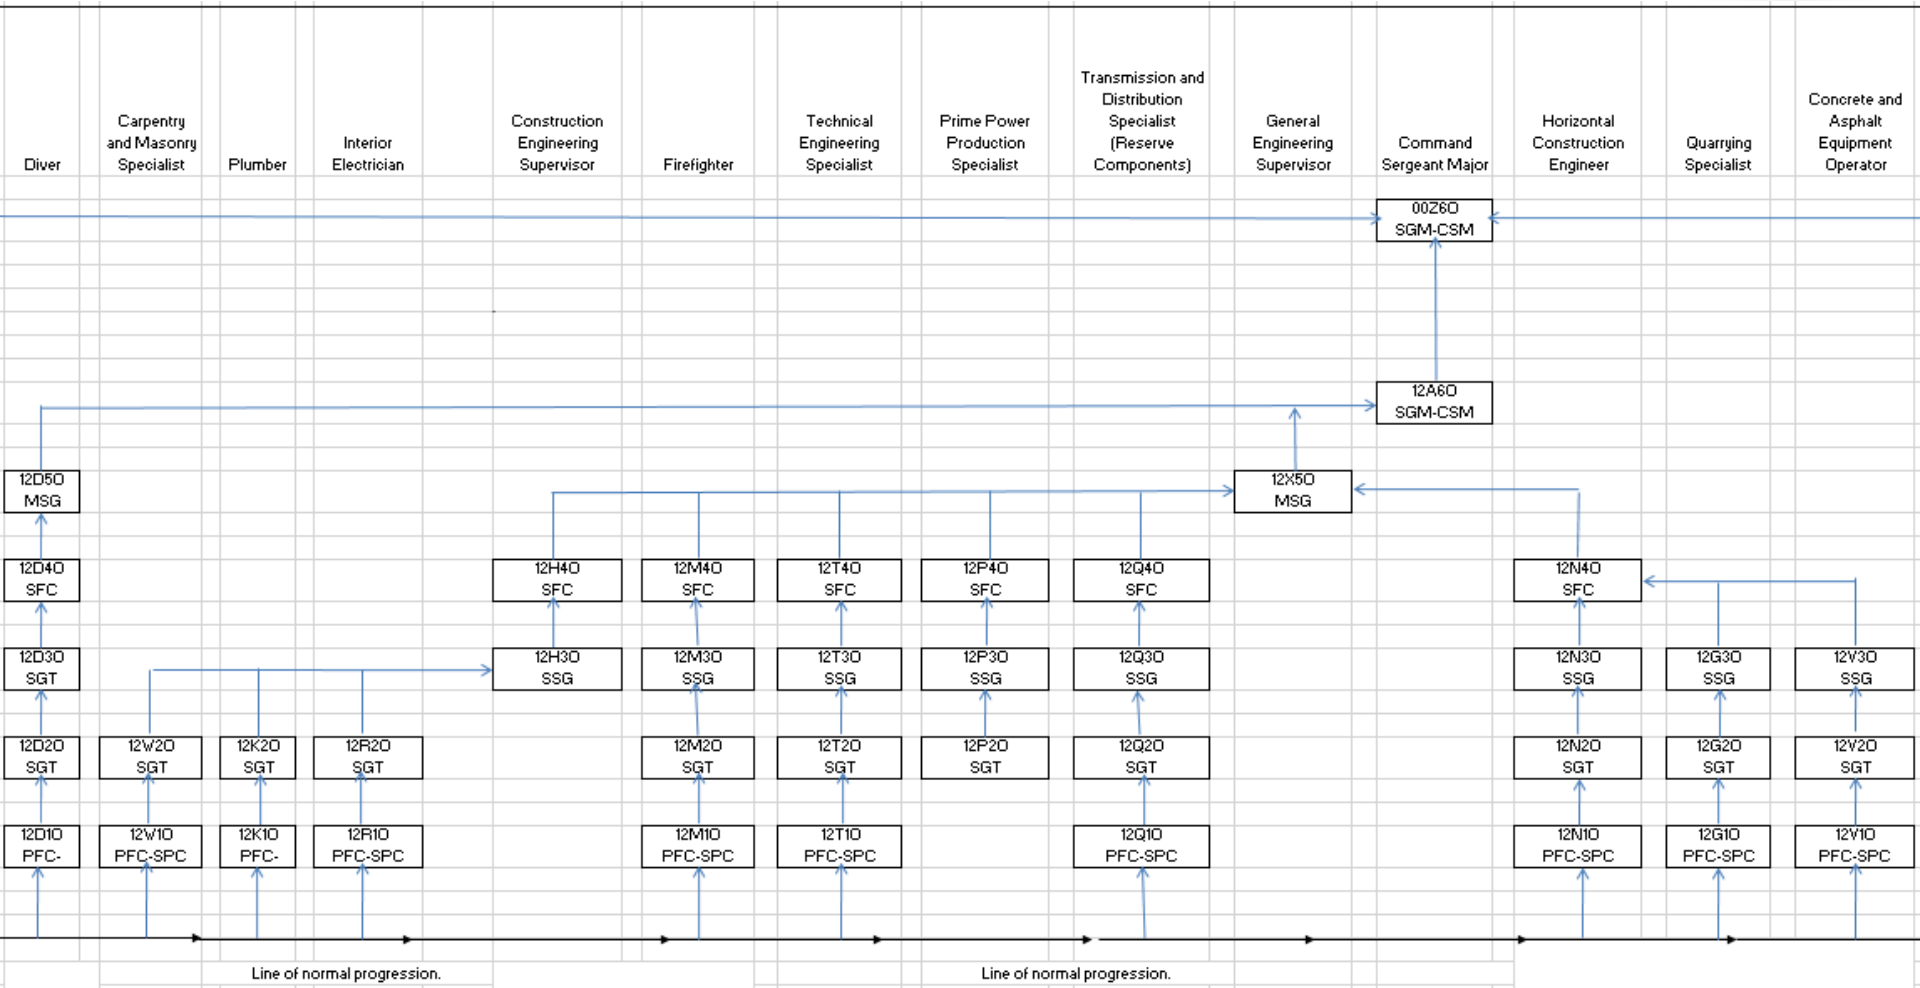 Diver
Carpentry
and Masonry
Specialist
Plumber
Interior
Electrician
Construction
Engineering
Supervisor
Firefighter
Technical
Engineering
Specialist
Prime Power
Production
Specialist
Transmission and
Distribution
Specialist
(Reserve
Components)
General
Engineering
Supervisor
Command
Sergeant Major
Horizontal
Construction
Engineer
Quarrying
Specialist
Concrete and
Asphalt
Equipment
Operator
00Z6O
SGM-CSM
12A6O
SGM-CSM
12D5O
MSG
12X5O
MSG
12D4O
SFC
12H4O
SFC
12M4O
SFC
12T4O
SFC
12P4O
SFC
12Q4O
SFC
12N4O
SFC
12D3O
SGT
12H3O
SSG
12M3O
SSG
12T3O
SSG
12P3O
SSG
12Q3O
SSG
12N3O
SSG
12G3O
SSG
12V3O
SSG
12D2O
SGT
12W2O
SGT
12K2O
SGT
12R2O
SGT
12M2O
SGT
12T2O
SGT
12P2O
SGT
12Q2O
SGT
12N2O
SGT
12G2O
SGT
12V2O
SGT
12D1O
PFC-
12W1O
PFC-SPC
12K1O
PFC-
12R1O
PFC-SPC
12M1O
PFC-SPC
12T1O
PFC-SPC
12Q1O
PFC-SPC
12N1O
PFC-SPC
12G1O
PFC-SPC
12V1O
PFC-SPC
Line of normal progression.
Line of normal progression.